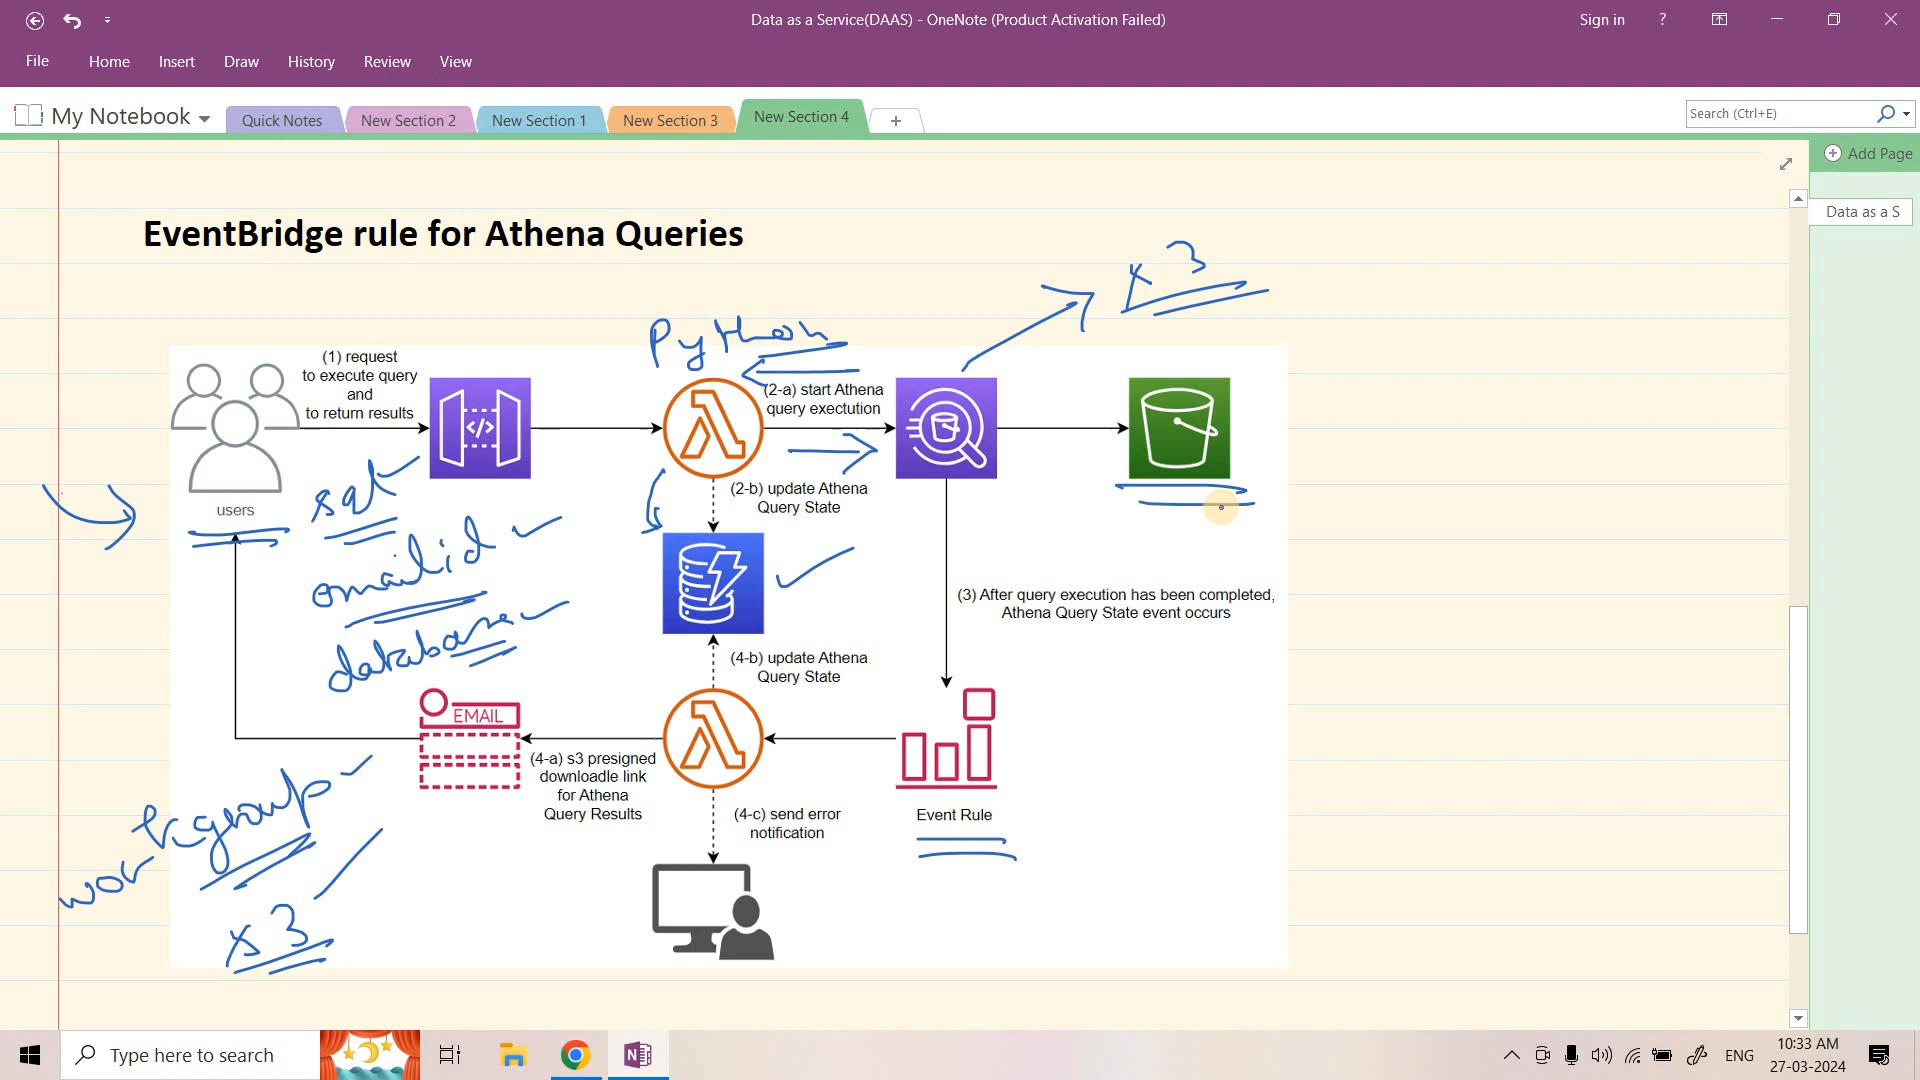 Data as a Service(DAAS) - OneNote (Product Activation Failed)
Sign in
?
File Home Insert Draw History Review View
My Notebook
Quick Notes
New Section 2
New Section 1
New Section 3
New Section 4
+
Search (Ctrl+E)
Add Page
Data as a S
EventBridge rule for Athena Queries
Python
(1) request
to execute query
and
to return results
</>
(2-a) start Athena
query exectution
(2-b) update Athena
Query State
users
emailid
database
(3) After query execution has been completed,
Athena Query State event occurs
(4-b) update Athena
Query State
EMAIL
(4-a) s3 presigned
downloadle link
for Athena
Query Results
(4-c) send error
notification
Event Rule
workgroup
Type here to search
ENG
10:33 AM
27-03-2024